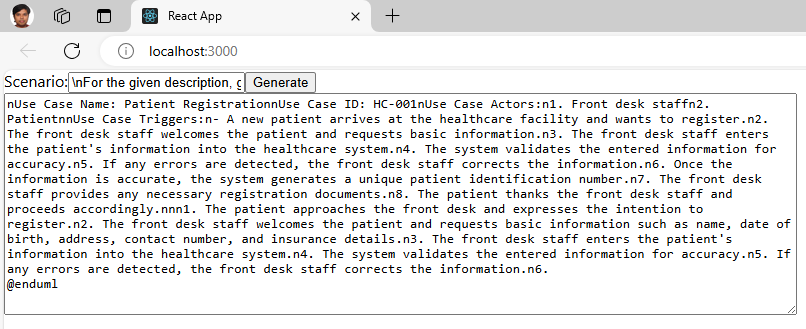 React App
localhost:3000
Scenario: \nFor the given description, g Generate
nUse Case Name: Patient RegistrationnUse Case ID: HC-001nUse Case Actors:n1. Front desk staffn2.
PatientnnUse Case Triggers:n- A new patient arrives at the healthcare facility and wants to register.n2.
The front desk staff welcomes the patient and requests basic information.n3. The front desk staff enters
the patient's information into the healthcare system.n4. The system validates the entered information for
accuracy.n5. If any errors are detected, the front desk staff corrects the information.n6. Once the
information is accurate, the system generates a unique patient identification number.n7. The front desk
staff provides any necessary registration documents.n8. The patient thanks the front desk staff and
proceeds accordingly.nnn1. The patient approaches the front desk and expresses the intention to
register.n2. The front desk staff welcomes the patient and requests basic information such as name, date of
birth, address, contact number, and insurance details.n3. The front desk staff enters the patient's
information into the healthcare system.n4. The system validates the entered information for accuracy.n5. If
any errors are detected, the front desk staff corrects the information.n6.
@enduml